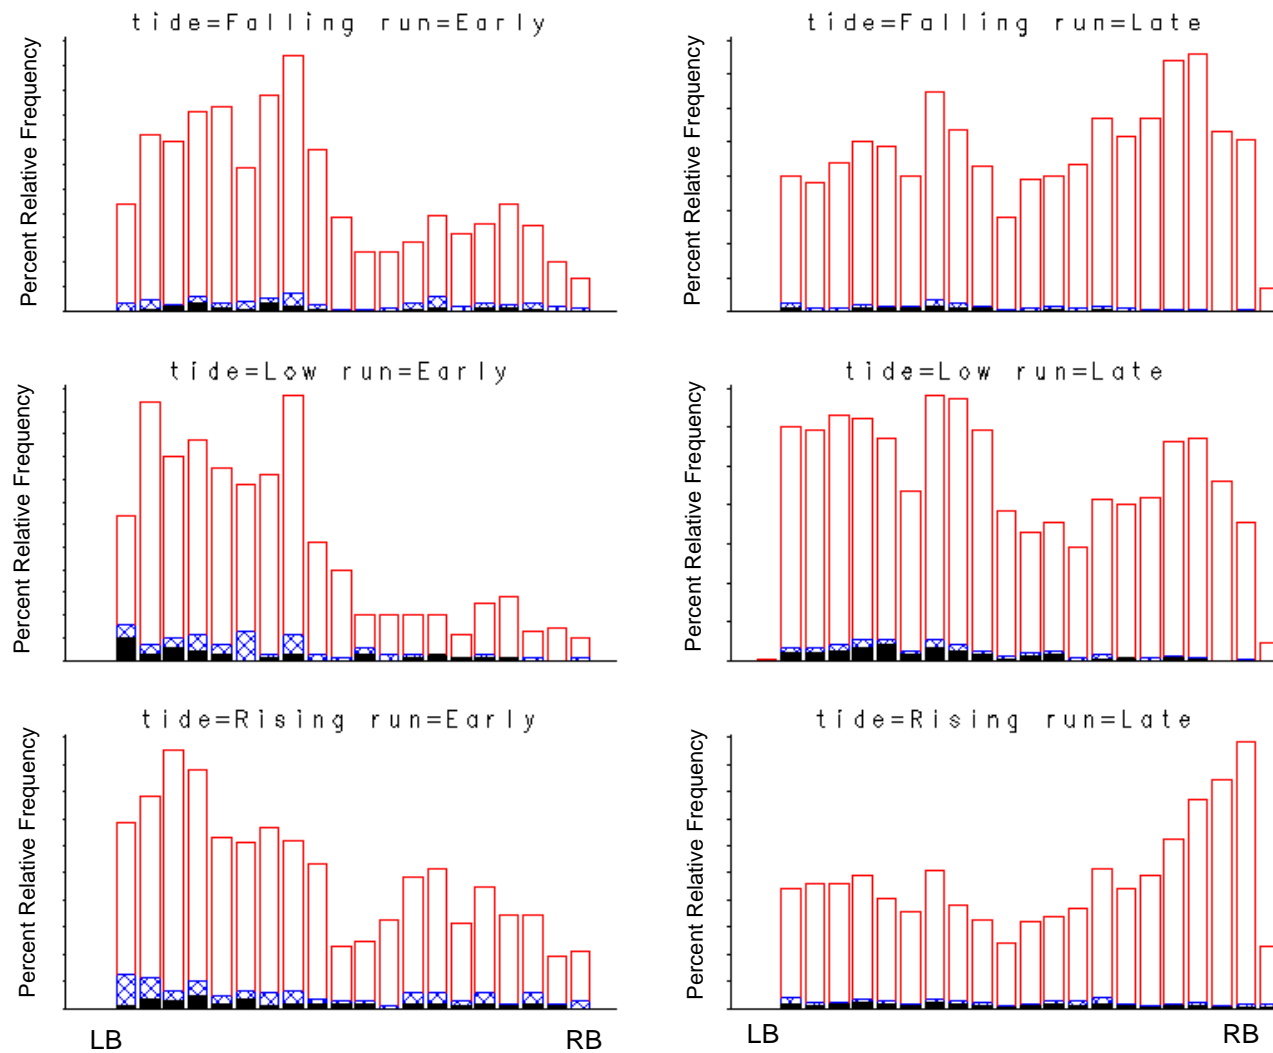 tide=Falling run=Early
Percent Relative Frequency
tide=Falling run=Late
Percent Relative Frequency
tide=Low run=Early
Percent Relative Frequency
tide=Low run=Late
Percent Relative Frequency
tide=Rising run=Early
Percent Relative Frequency
tide=Rising run=Late
Percent Relative Frequency
LB RB
LB RB